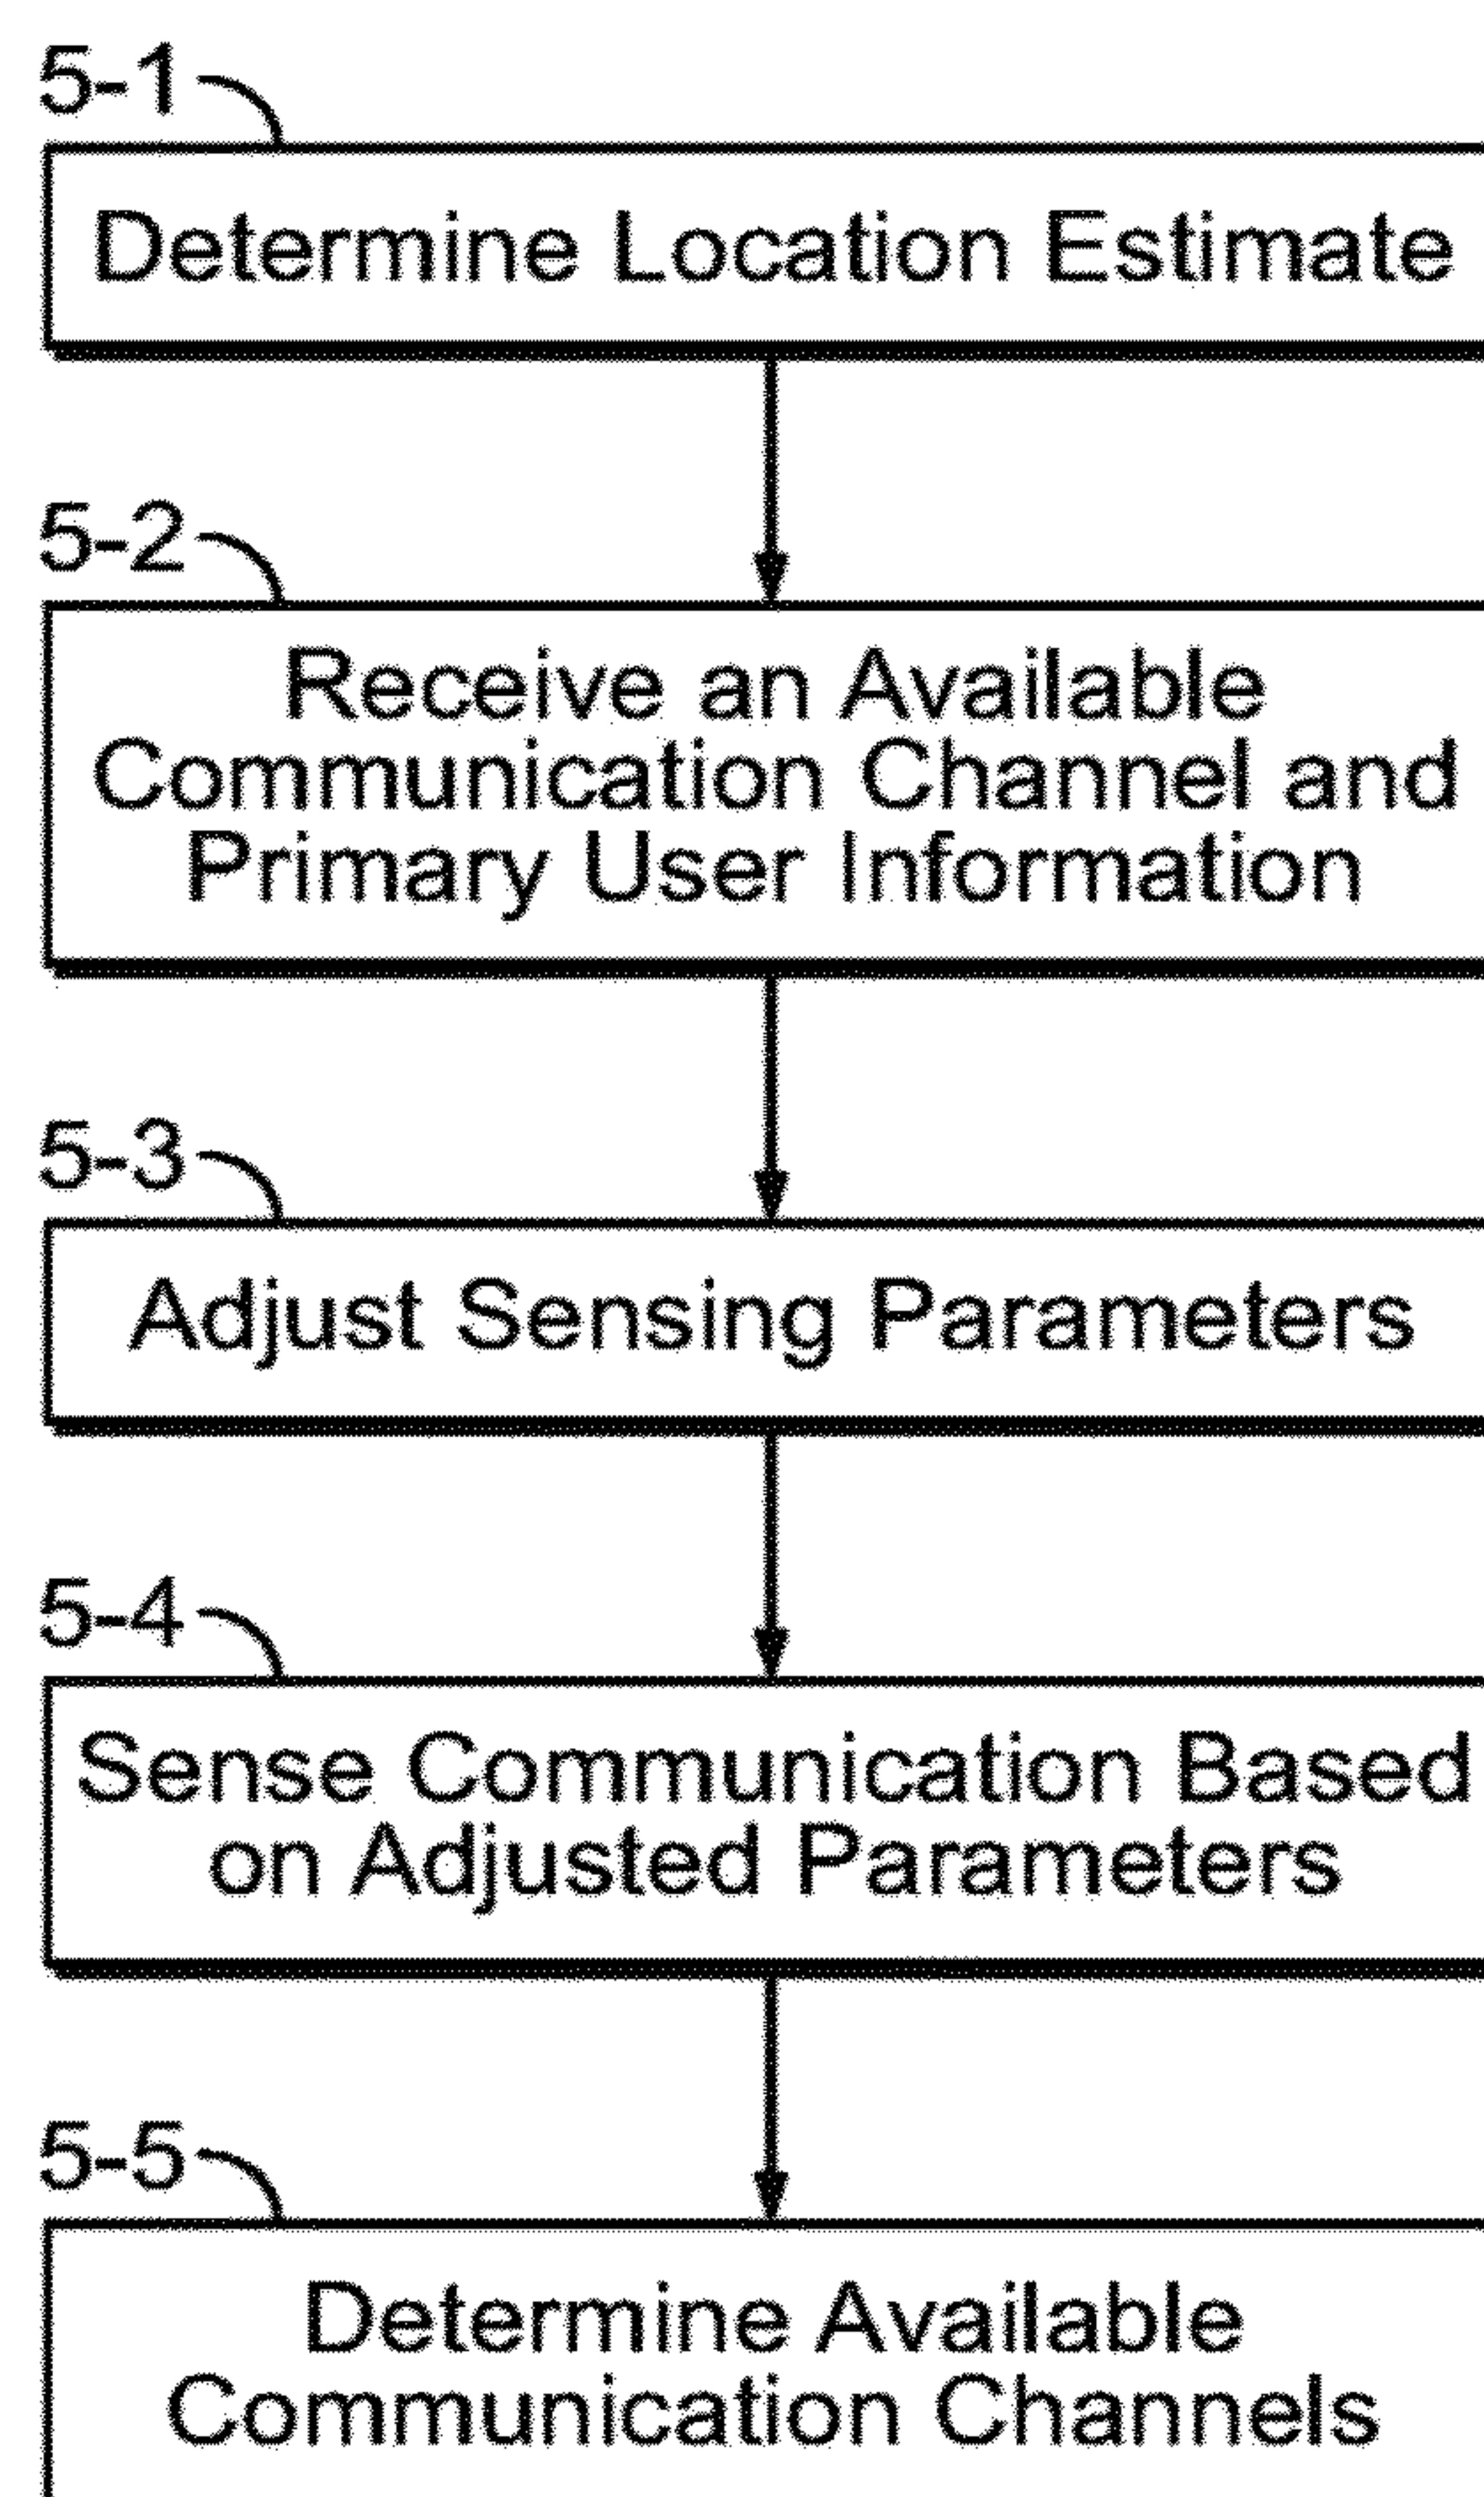 5-1
Determine Location Estimate
5-2
Receive an Available
Communication Channel and
Primary User Information
5-3
Adjust Sensing Parameters
5-4
Sense Communication Based
on Adjusted Parameters
5-5
Determine Available
Communication Channels